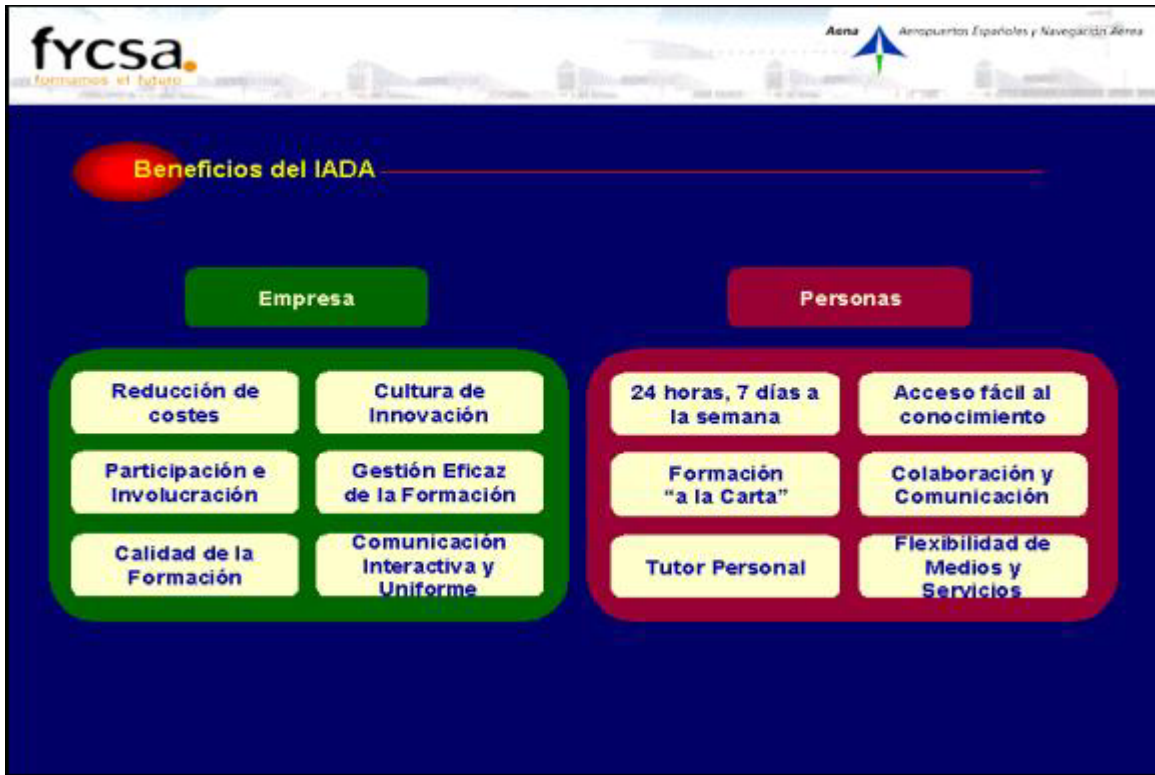 fycsa.
formamos el futuro
Aena
Aeropuertos Españoles y Navegación Aérea
Beneficios del IADA
Empresa
Reducción de
costes
Cultura de
Innovación
Participación e
Involucración
Gestión Eficaz
de la Formación
Calidad de la
Formación
Comunicación
Interactiva y
Uniforme
Personas
24 horas, 7 días a
la semana
Acceso fácil al
conocimiento
Formación
“a la Carta”
Colaboración y
Comunicación
Tutor Personal
Flexibilidad de
Medios y
Servicios